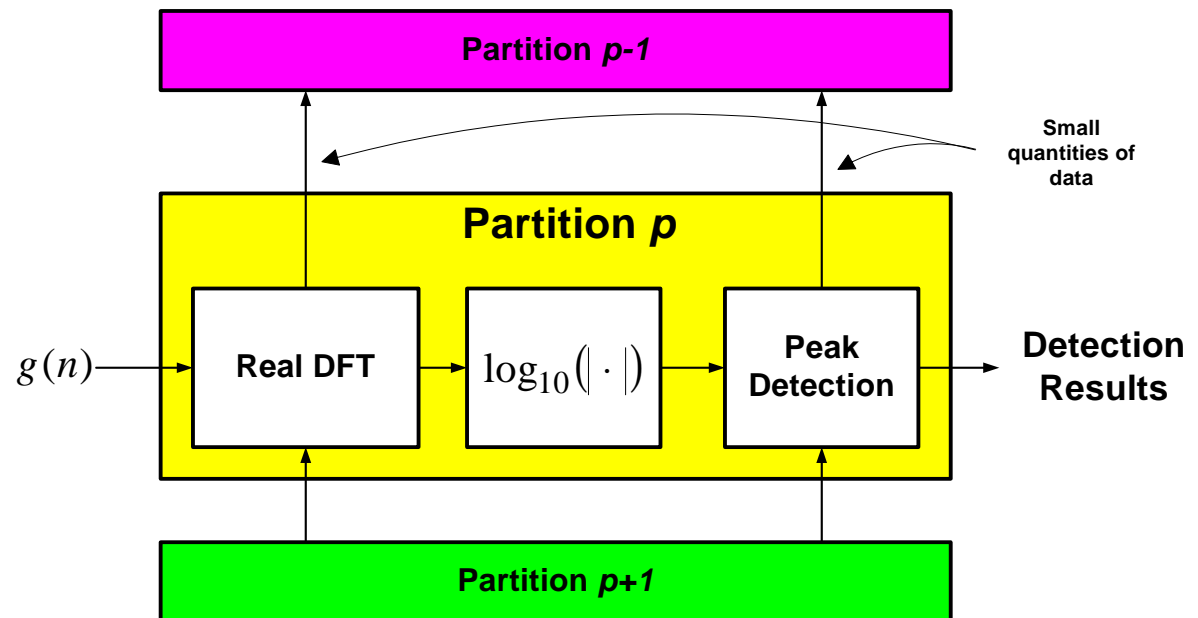 Partition p-1
Small
quantities of
data
Partition p
g(n)
Real DFT
log₁₀(| · |)
Peak
Detection
Detection
Results
Partition p+1